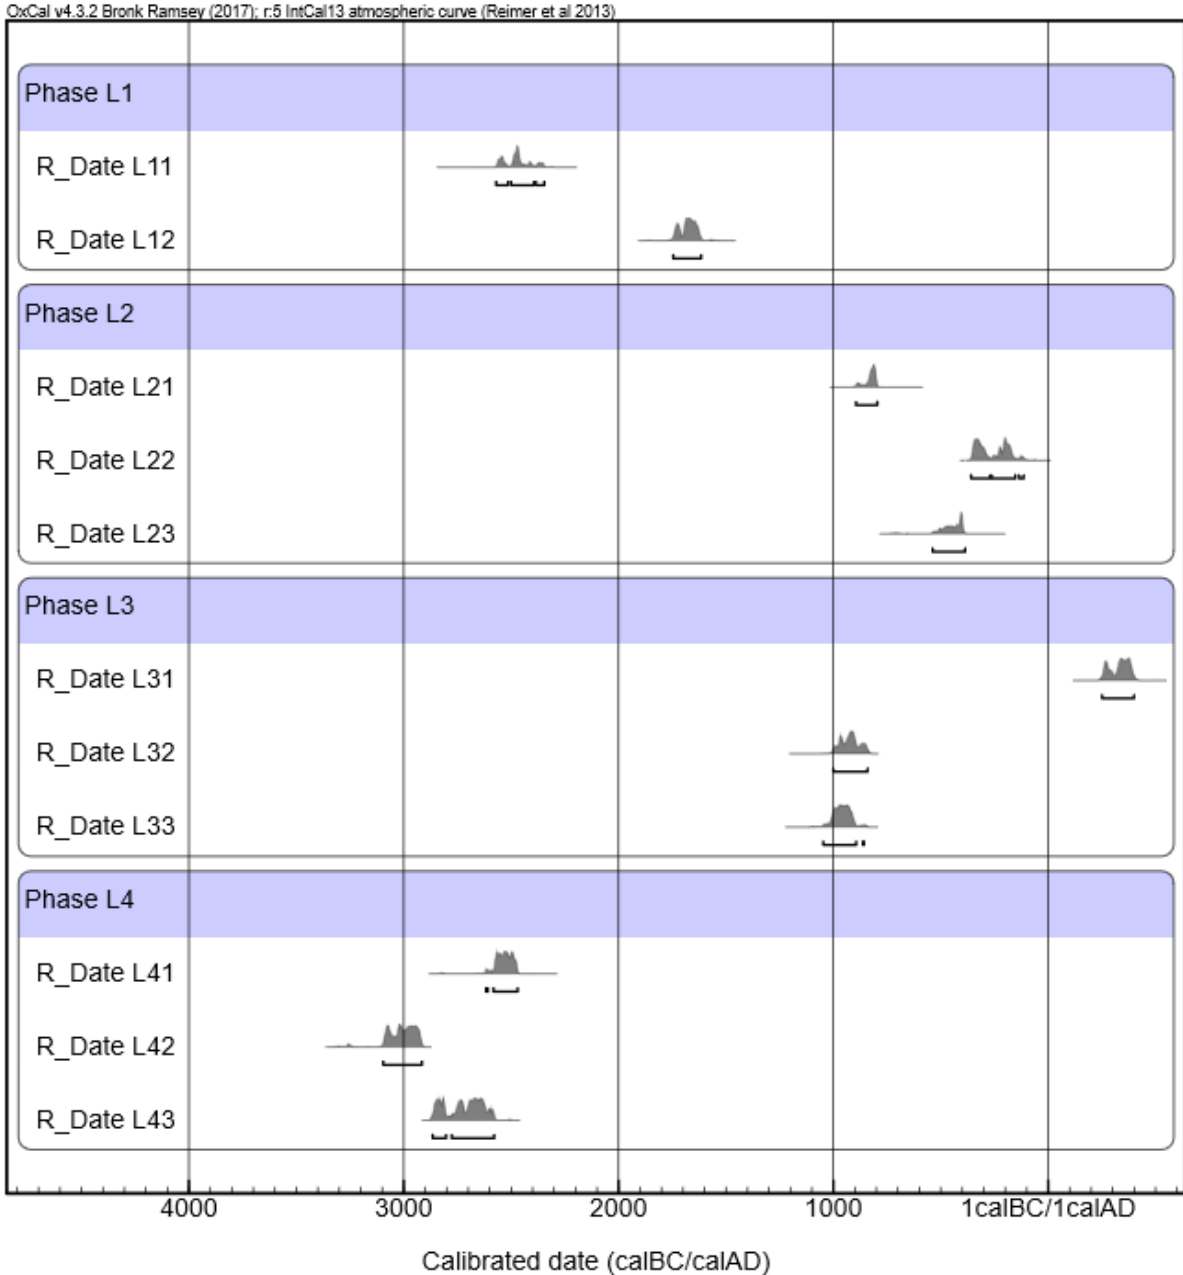 OxCal v4.3.2 Bronk Ramsey (2017); r:5 IntCal13 atmospheric curve (Reimer et al 2013)
Phase L1
R_Date L11
R_Date L12
Phase L2
R_Date L21
R_Date L22
R_Date L23
Phase L3
R_Date L31
R_Date L32
R_Date L33
Phase L4
R_Date L41
R_Date L42
R_Date L43
4000 3000 2000 1000 1calBC/1calAD
Calibrated date (calBC/calAD)